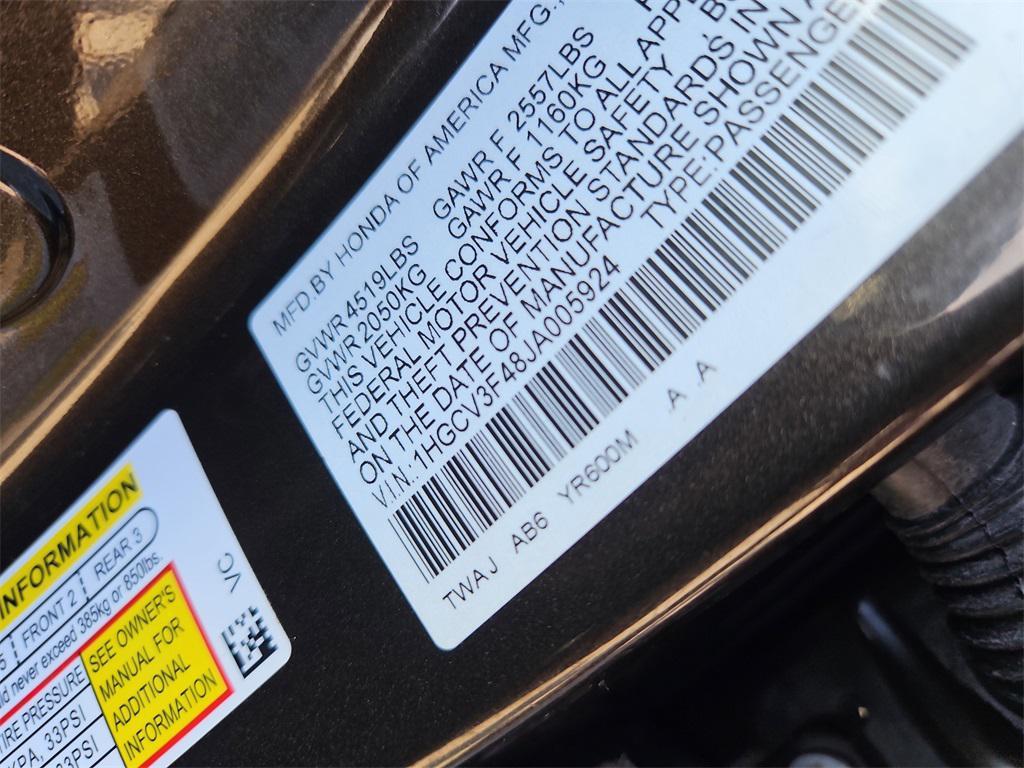 MFD.BY HONDA OF AMERICA MFG.,
GVWR 4519LBS GAWR F 2557LBS
GVWR 2050KG GAWR F 1160KG
THIS VEHICLE CONFORMS TO ALL
FEDERAL MOTOR VEHICLE SAFETY
AND THEFT PREVENTION STANDARDS IN
ON THE DATE OF MANUFACTURE SHOWN
V.I.N.:1HGCV3F48JA005924 TYPE:PASSENGER
TWAJ AB6 YR600M .A .A
INFORMATION
FRONT 2 REAR 3
never exceed 385kg or 850lbs.
PRESSURE
33PSI
SEE OWNER'S
MANUAL FOR
ADDITIONAL
INFORMATION
VC